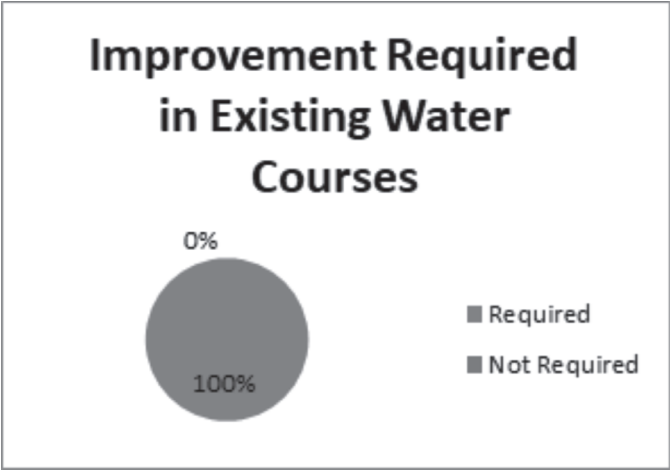 Improvement Required
in Existing Water
Courses
0%
100%
Required
Not Required